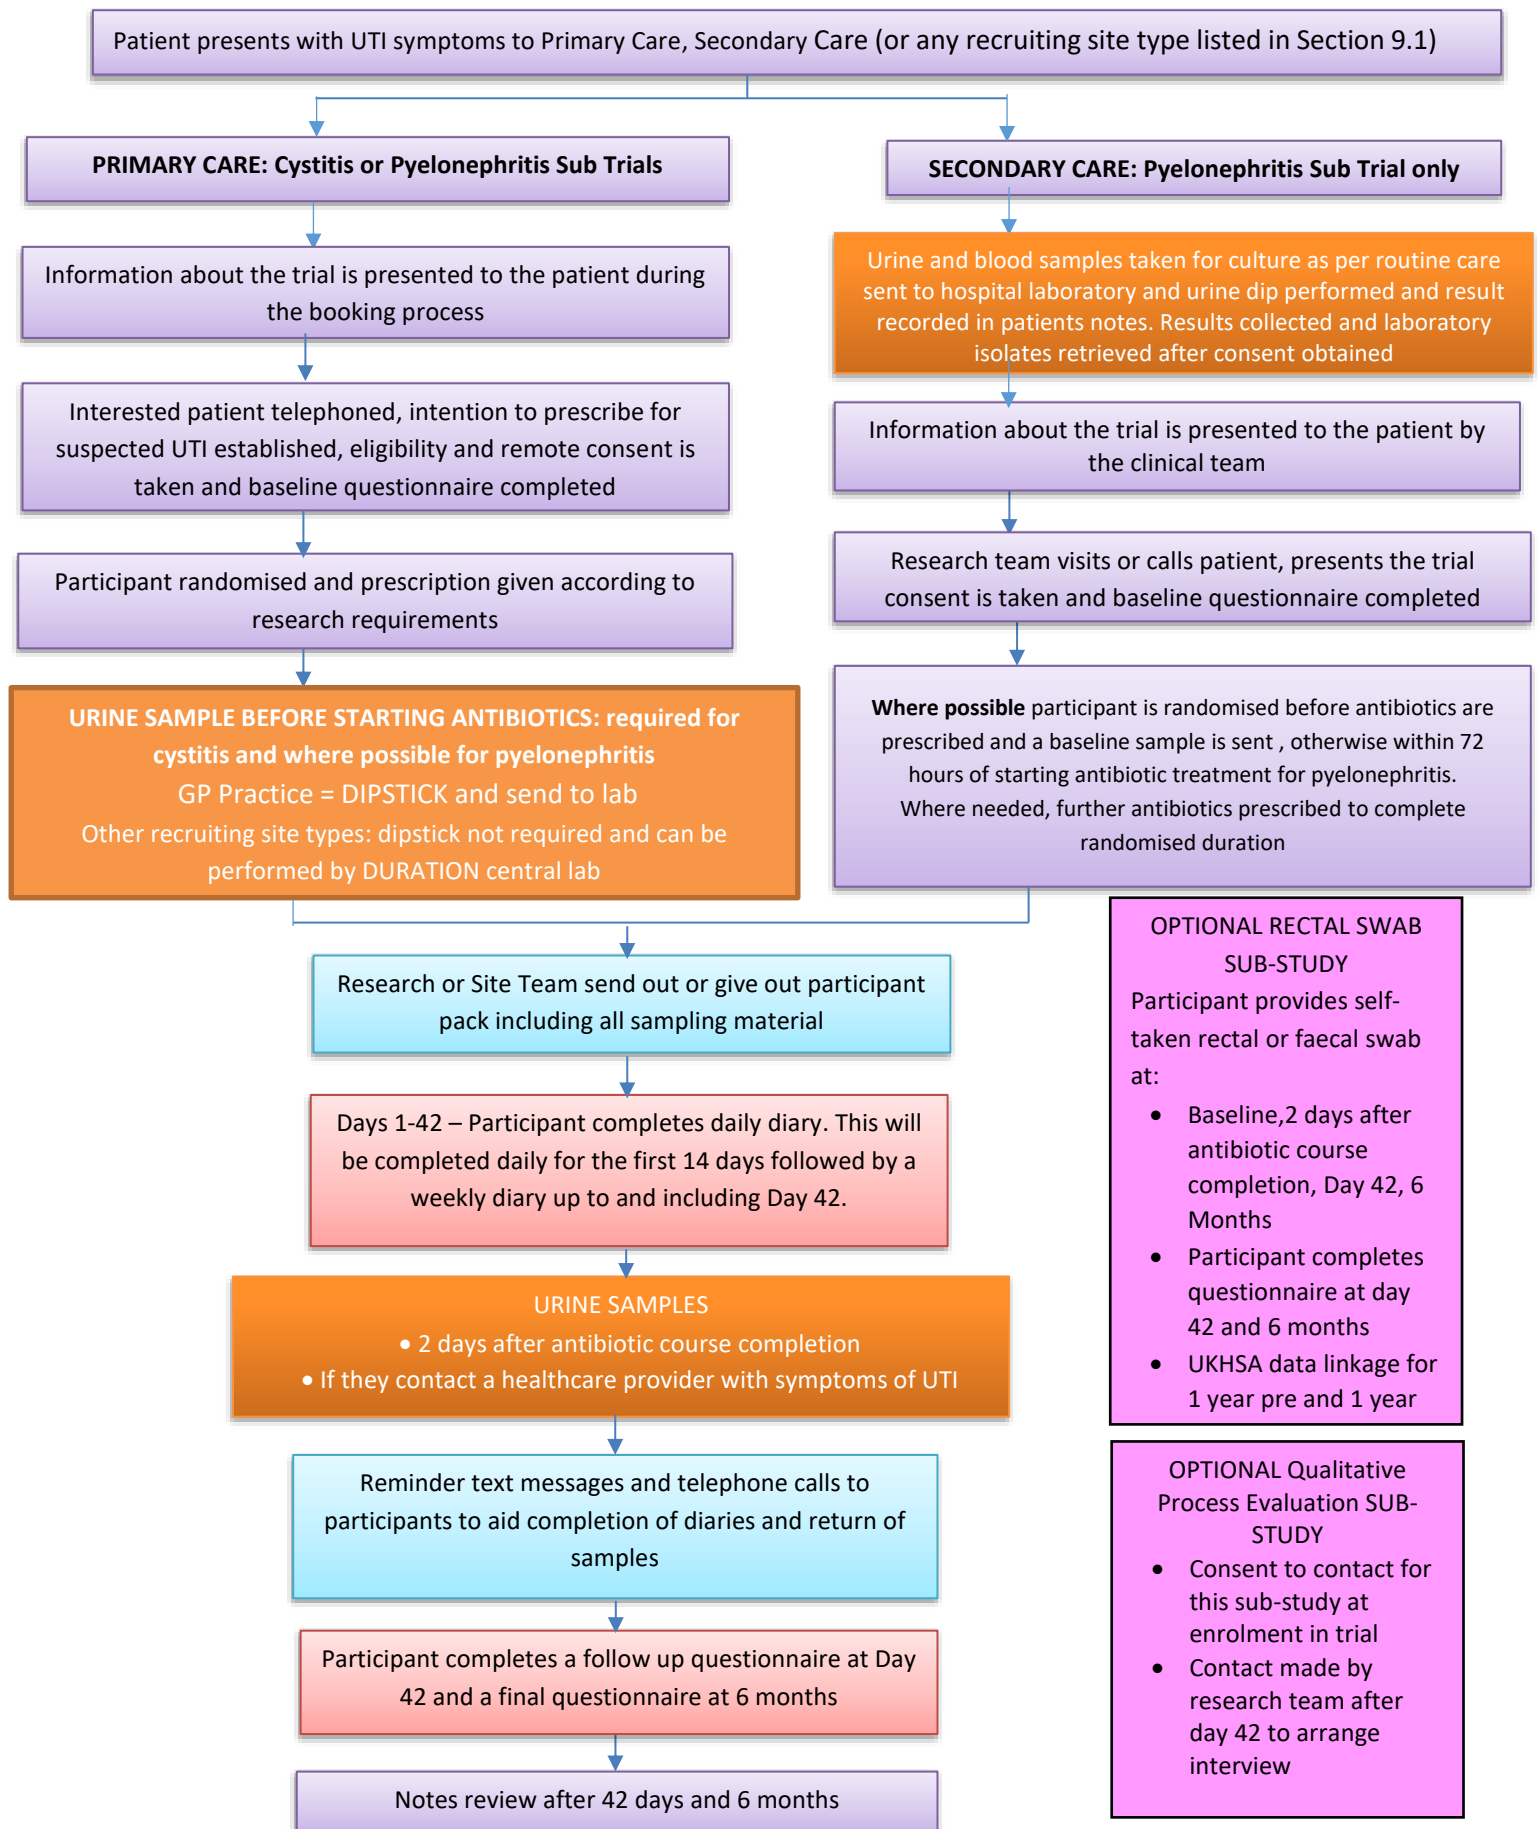 Patient presents with UTI symptoms to Primary Care, Secondary Care (or any recruiting site type listed in Section 9.1)
PRIMARY CARE: Cystitis or Pyelonephritis Sub Trials
Information about the trial is presented to the patient during
the booking process
Interested patient telephoned, intention to prescribe for
suspected UTI established, eligibility and remote consent is
taken and baseline questionnaire completed
Participant randomised and prescription given according to
research requirements
URINE SAMPLE BEFORE STARTING ANTIBIOTICS: required for
cystitis and where possible for pyelonephritis
GP Practice = DIPSTICK and send to lab
Other recruiting site types: dipstick not required and can be
performed by DURATION central lab
SECONDARY CARE: Pyelonephritis Sub Trial only
Urine and blood samples taken for culture as per routine care
sent to hospital laboratory and urine dip performed and result
recorded in patients notes. Results collected and laboratory
isolates retrieved after consent obtained
Information about the trial is presented to the patient by
the clinical team
Research team visits or calls patient, presents the trial
consent is taken and baseline questionnaire completed
Where possible participant is randomised before antibiotics are
prescribed and a baseline sample is sent , otherwise within 72
hours of starting antibiotic treatment for pyelonephritis.
Where needed, further antibiotics prescribed to complete
randomised duration
Research or Site Team send out or give out participant
pack including all sampling material
Days 1-42 – Participant completes daily diary. This will
be completed daily for the first 14 days followed by a
weekly diary up to and including Day 42.
URINE SAMPLES
• 2 days after antibiotic course completion
• If they contact a healthcare provider with symptoms of UTI
Reminder text messages and telephone calls to
participants to aid completion of diaries and return of
samples
Participant completes a follow up questionnaire at Day
42 and a final questionnaire at 6 months
Notes review after 42 days and 6 months
OPTIONAL RECTAL SWAB
SUB-STUDY
Participant provides self-
taken rectal or faecal swab
at:
• Baseline,2 days after
antibiotic course
completion, Day 42, 6
Months
• Participant completes
questionnaire at day
42 and 6 months
• UKHSA data linkage for
1 year pre and 1 year
OPTIONAL Qualitative
Process Evaluation SUB-
STUDY
• Consent to contact for
this sub-study at
enrolment in trial
• Contact made by
research team after
day 42 to arrange
interview